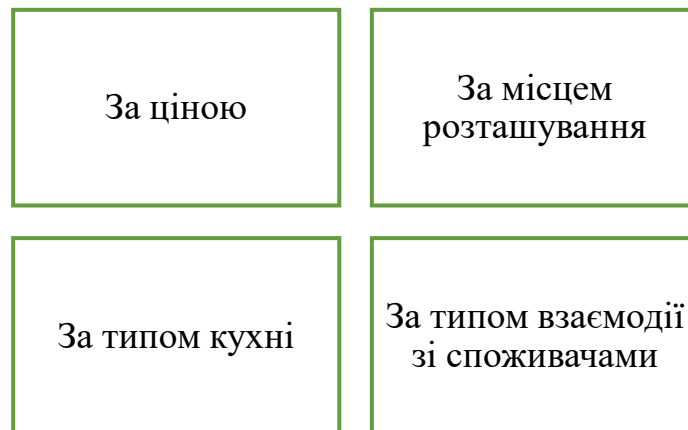 За ціною
За місцем
розташування
За типом кухні
За типом взаємодії
зі споживачами